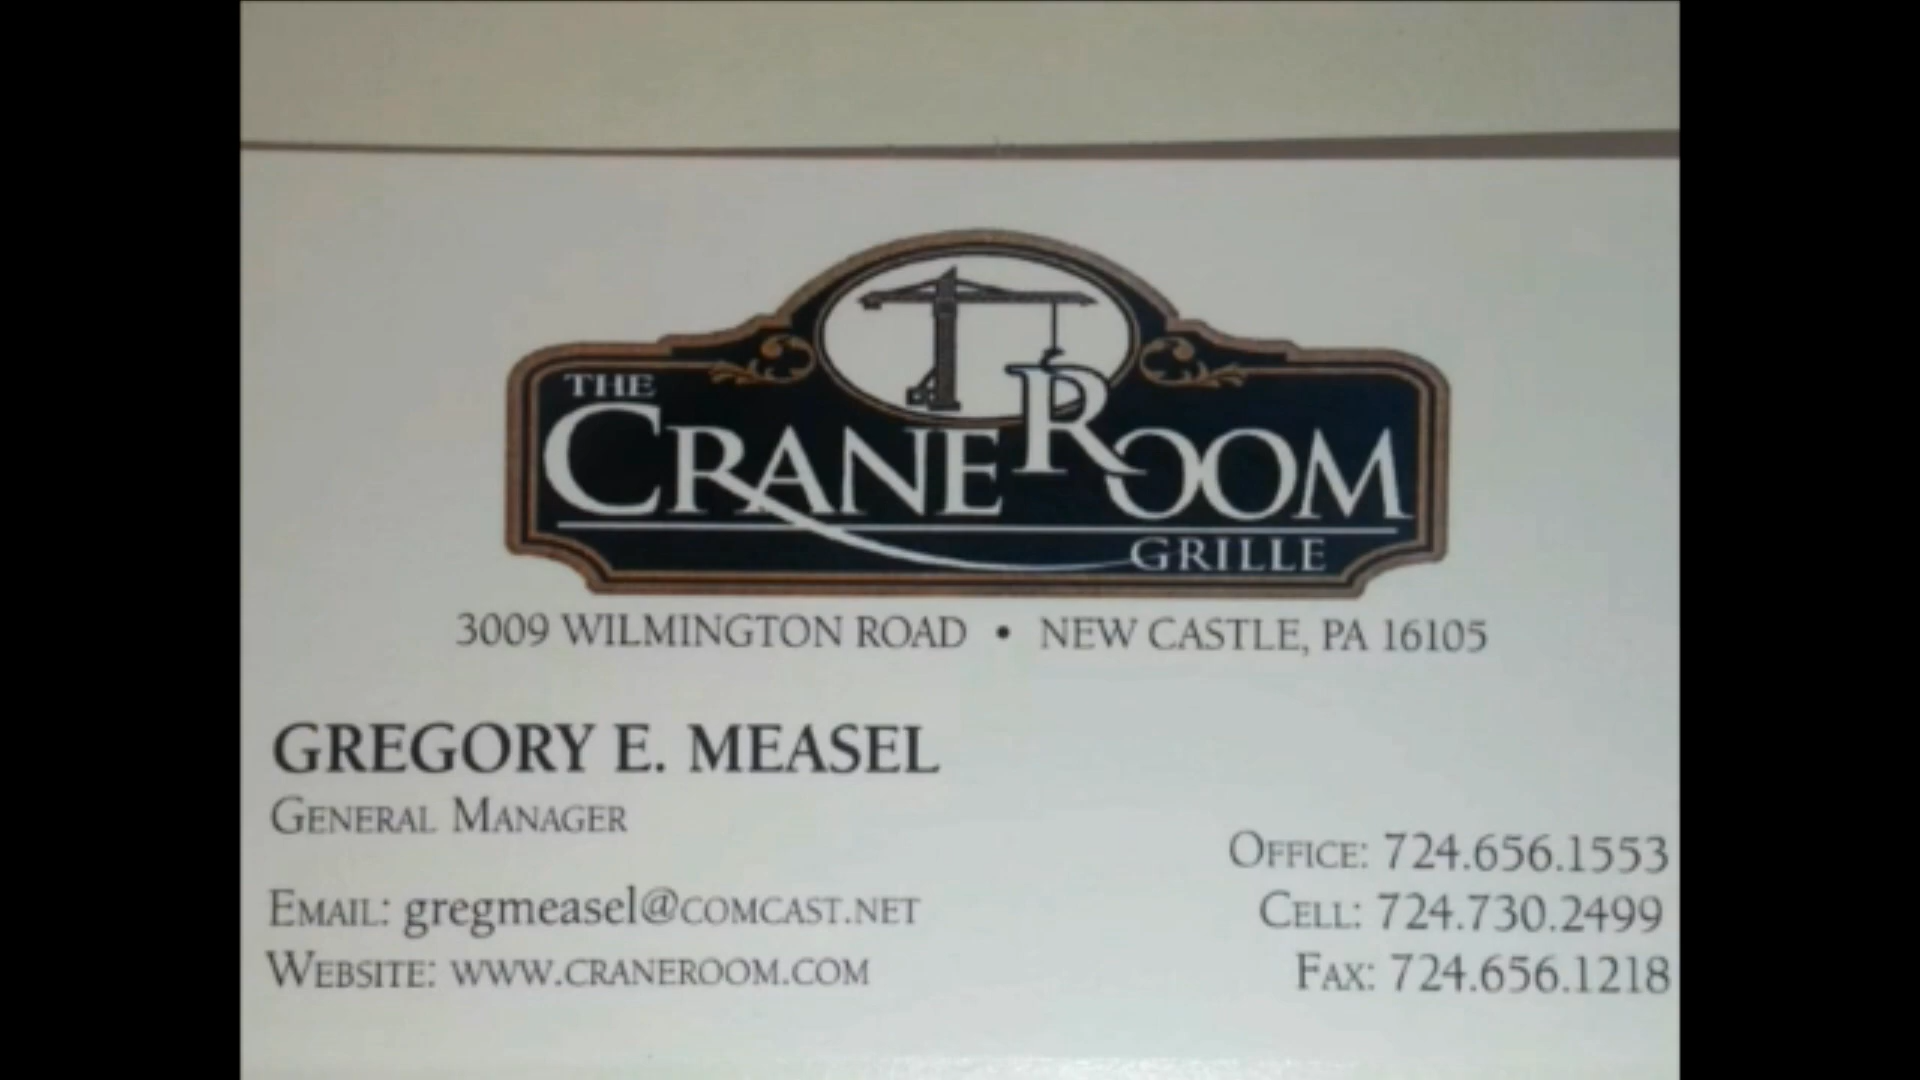 THE
CRANE ROOM
GRILLE
3009 WILMINGTON ROAD • NEW CASTLE, PA 16105
GREGORY E. MEASEL
GENERAL MANAGER
OFFICE: 724.656.1553
EMAIL: gregmeasel@COMCAST.NET
CELL: 724.730.2499
WEBSITE: WWW.CRANEROOM.COM
FAX: 724.656.1218